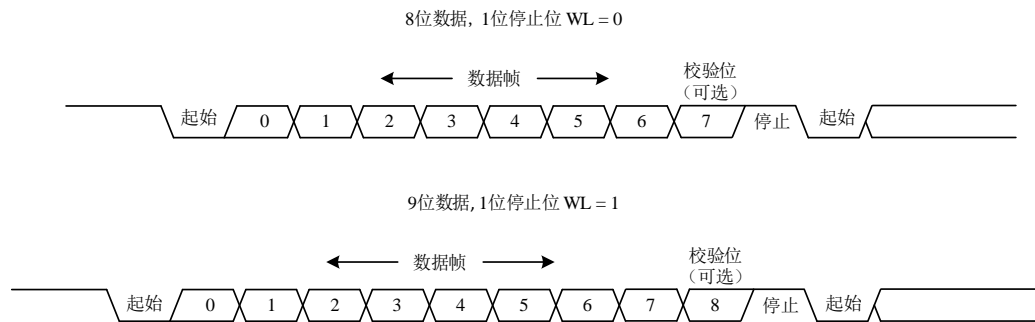 8位数据, 1位停止位 WL = 0
数据帧
校验位
（可选）
起始 0 1 2 3 4 5 6 7 停止 起始
9位数据, 1位停止位 WL = 1
数据帧
校验位
（可选）
起始 0 1 2 3 4 5 6 7 8 停止 起始